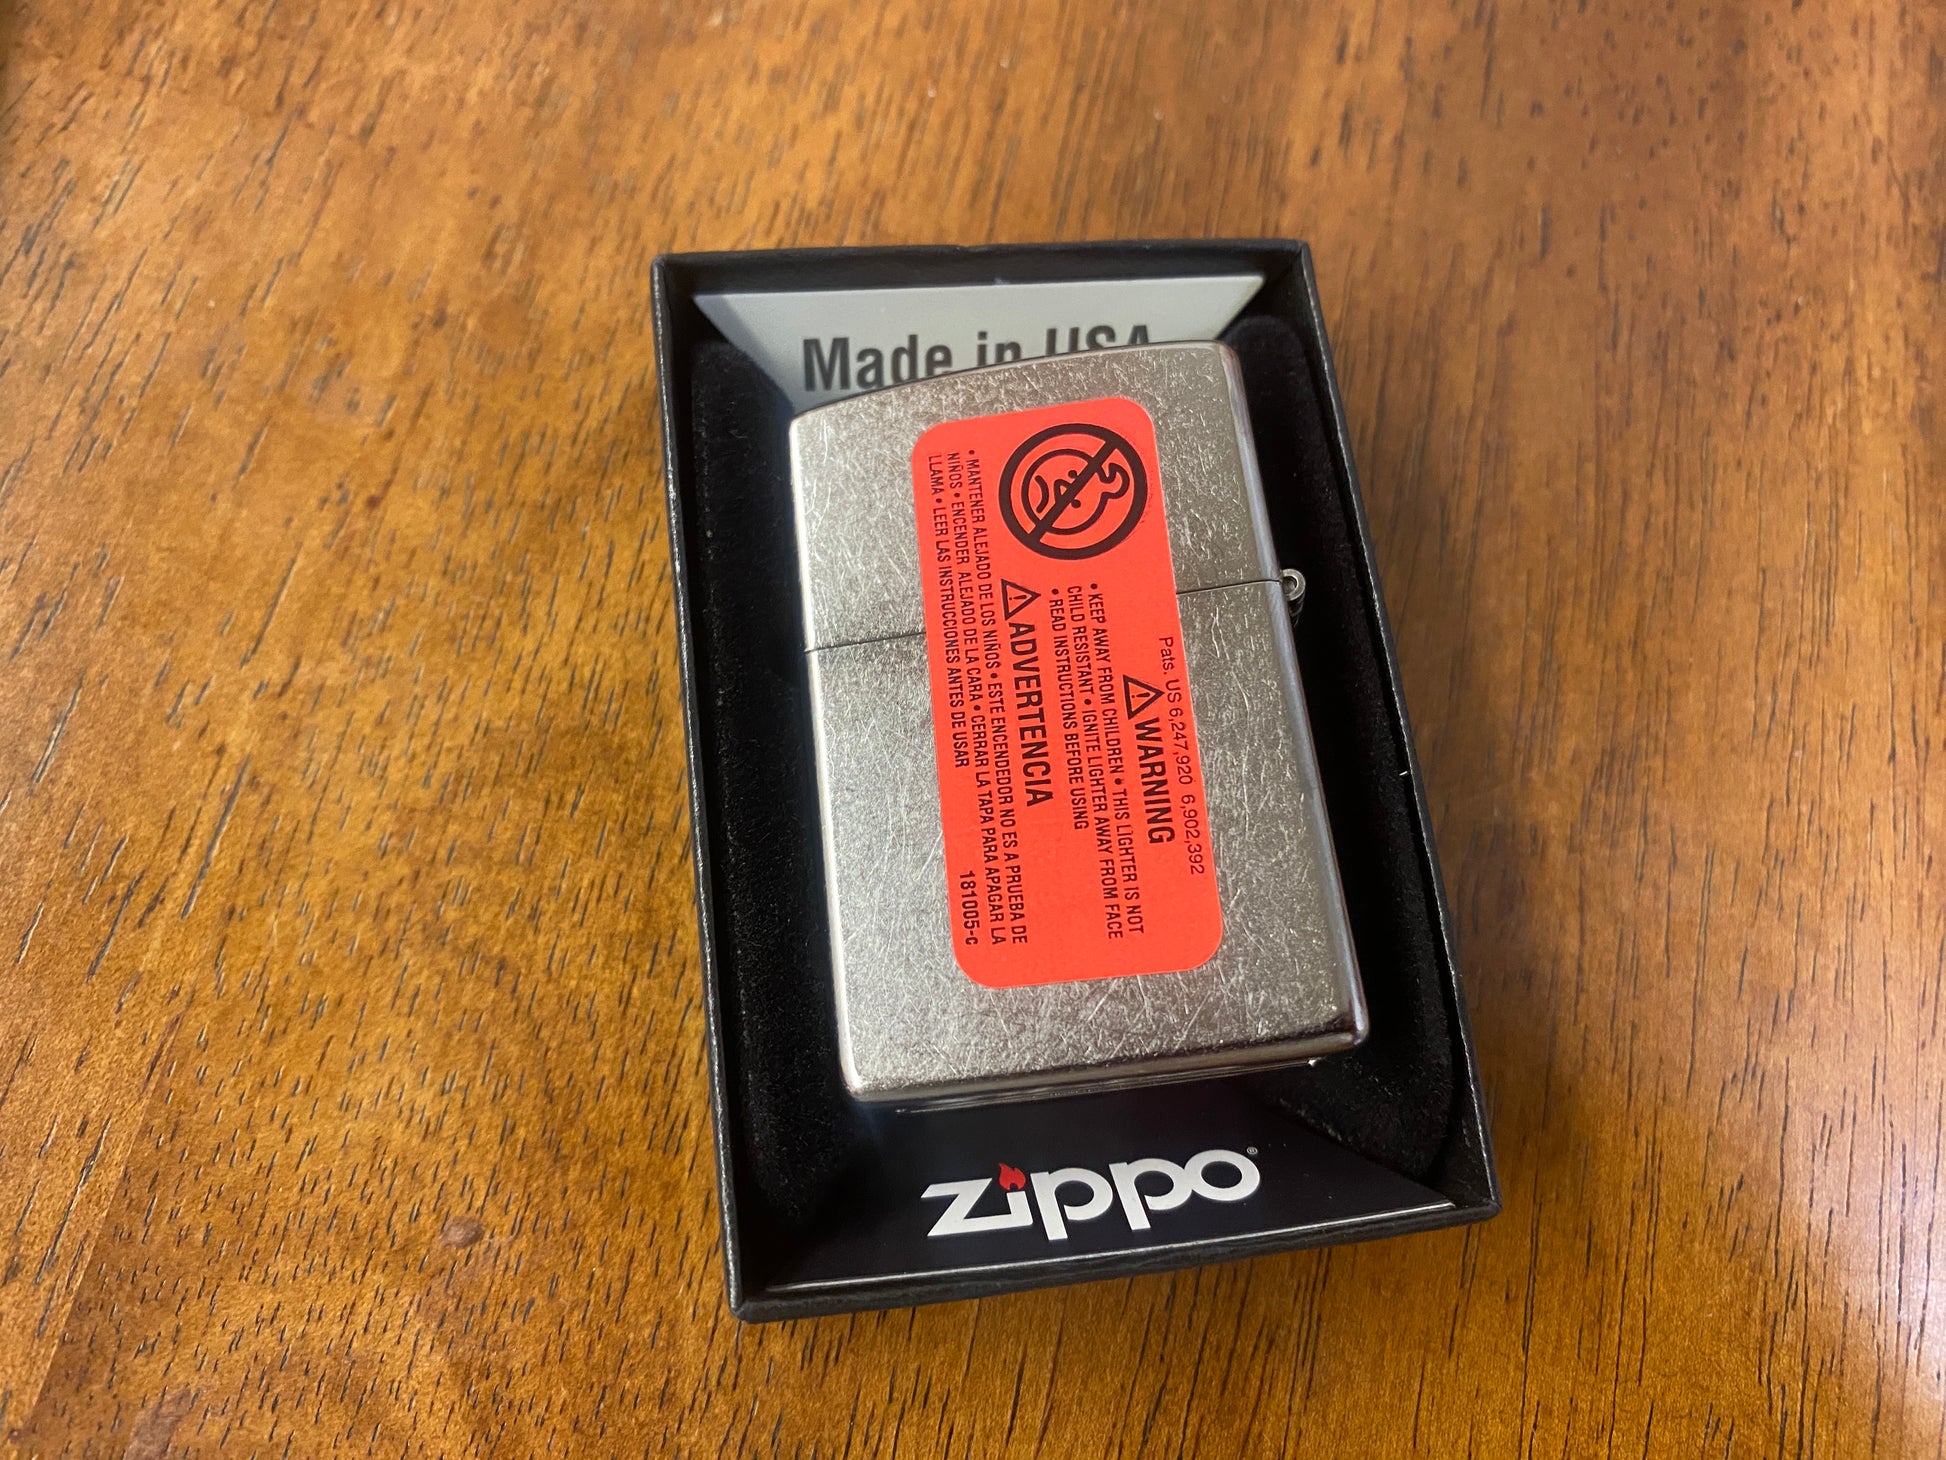 Made in USA
Pats. US 6,247,920 6,902,392
⚠WARNING
• KEEP AWAY FROM CHILDREN • THIS LIGHTER IS NOT
CHILD RESISTANT • IGNITE LIGHTER AWAY FROM FACE
• READ INSTRUCTIONS BEFORE USING
⚠ADVERTENCIA
• MANTENER ALEJADO DE LOS NIÑOS • ESTE ENCENDEDOR NO ES A PRUEBA DE
NIÑOS • ENCENDER ALEJADO DE LA CARA • CERRAR LA TAPA PARA APAGAR LA
LLAMA • LEER LAS INSTRUCCIONES ANTES DE USAR
181005-c
zippo®